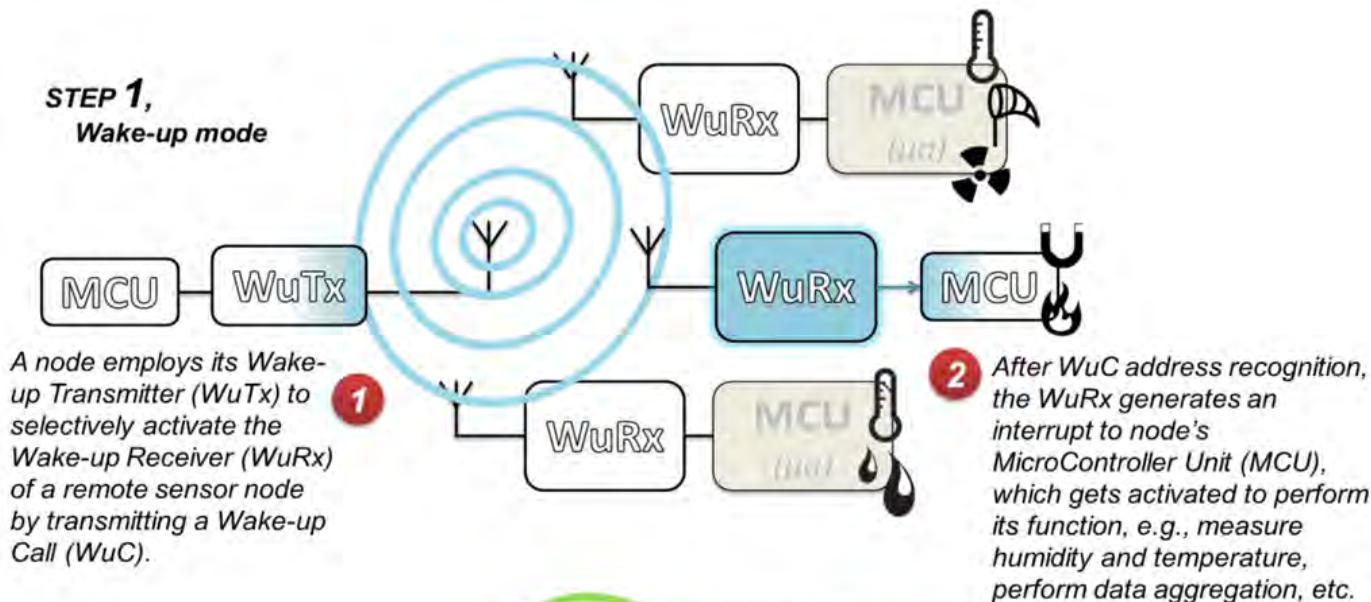 STEP 1,
Wake-up mode
WuRx
MCU
(μa)
MCU
WuTx
WuRx
MCU
WuRx
MCU
(μa)
A node employs its Wake-
up Transmitter (WuTx) to
selectively activate the
Wake-up Receiver (WuRx)
of a remote sensor node
by transmitting a Wake-up
Call (WuC).
1
2
After WuC address recognition,
the WuRx generates an
interrupt to node's
MicroController Unit (MCU),
which gets activated to perform
its function, e.g., measure
humidity and temperature,
perform data aggregation, etc.